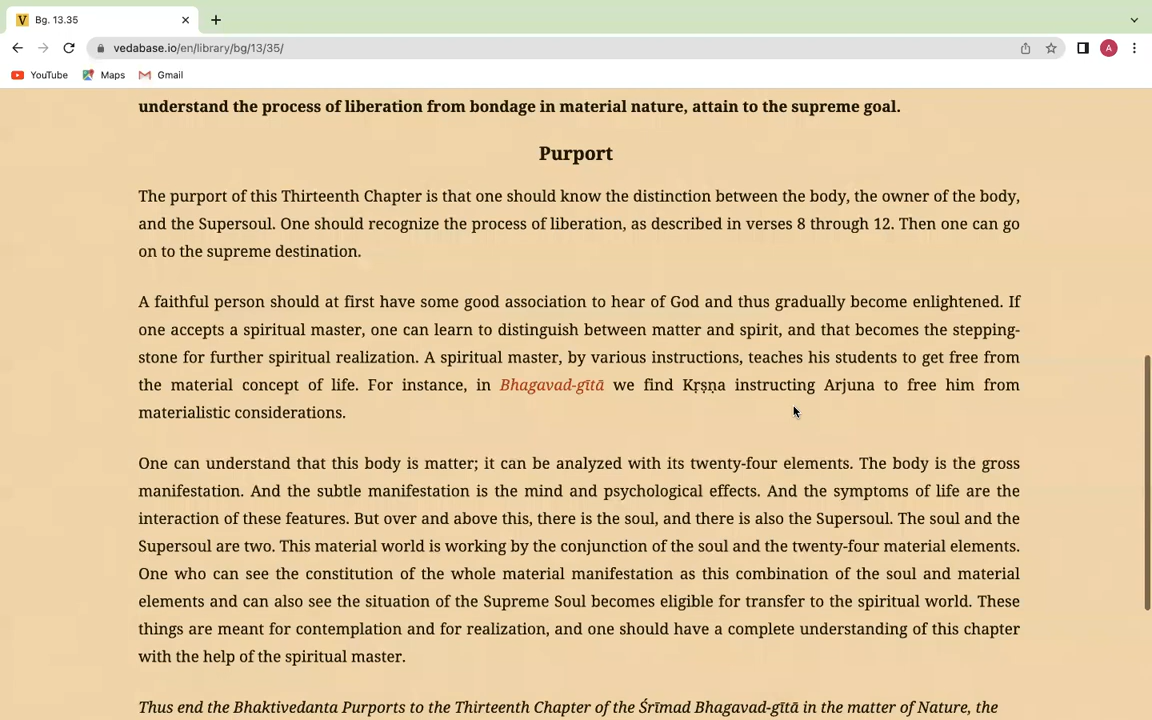 Bg. 13.35
vedabase.io/en/library/bg/13/35/
A
YouTube Maps Gmail
understand the process of liberation from bondage in material nature, attain to the supreme goal.
Purport
The purport of this Thirteenth Chapter is that one should know the distinction between the body, the owner of the body,
and the Supersoul. One should recognize the process of liberation, as described in verses 8 through 12. Then one can go
on to the supreme destination.
A faithful person should at first have some good association to hear of God and thus gradually become enlightened. If
one accepts a spiritual master, one can learn to distinguish between matter and spirit, and that becomes the stepping-
stone for further spiritual realization. A spiritual master, by various instructions, teaches his students to get free from
the material concept of life. For instance, in Bhagavad-gītā we find Kṛṣṇa instructing Arjuna to free him from
materialistic considerations.
One can understand that this body is matter; it can be analyzed with its twenty-four elements. The body is the gross
manifestation. And the subtle manifestation is the mind and psychological effects. And the symptoms of life are the
interaction of these features. But over and above this, there is the soul, and there is also the Supersoul. The soul and the
Supersoul are two. This material world is working by the conjunction of the soul and the twenty-four material elements.
One who can see the constitution of the whole material manifestation as this combination of the soul and material
elements and can also see the situation of the Supreme Soul becomes eligible for transfer to the spiritual world. These
things are meant for contemplation and for realization, and one should have a complete understanding of this chapter
with the help of the spiritual master.
Thus end the Bhaktivedanta Purports to the Thirteenth Chapter of the Śrīmad Bhagavad-gītā in the matter of Nature, the